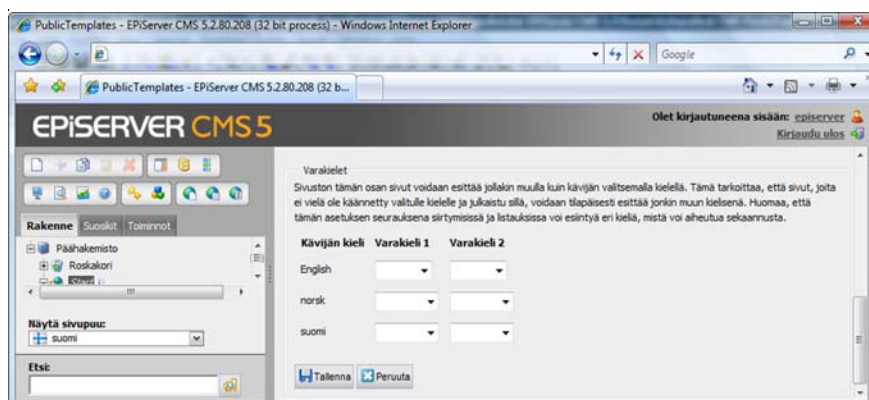 PublicTemplates - EPiServer CMS 5.2.80.208 (32 bit process) - Windows Internet Explorer
Google
PublicTemplates - EPiServer CMS 5.2.80.208 (32 b...
EPiSERVER CMS 5
Olet kirjautuneena sisään: episerver
Kirjaudu ulos
Rakenne Suosikit Toiminnot
Päähakemisto
Roskakori
Start
Näytä sivupuu:
suomi
Etsi:
Varakielet
Sivuston tämän osan sivut voidaan esittää jollakin muulla kuin kävijän valitsemalla kielellä. Tämä tarkoittaa, että sivut, joita
ei vielä ole käännetty valitulle kielelle ja julkaistu sillä, voidaan tilapäisesti esittää jonkin muun kielisenä. Huomaa, että
tämän asetuksen seurauksena siirtymisissä ja listauksissa voi esiintyä eri kieliä, mistä voi aiheutua sekaannusta.
Kävijän kieli Varakieli 1 Varakieli 2
English
norsk
suomi
Tallenna Peruuta